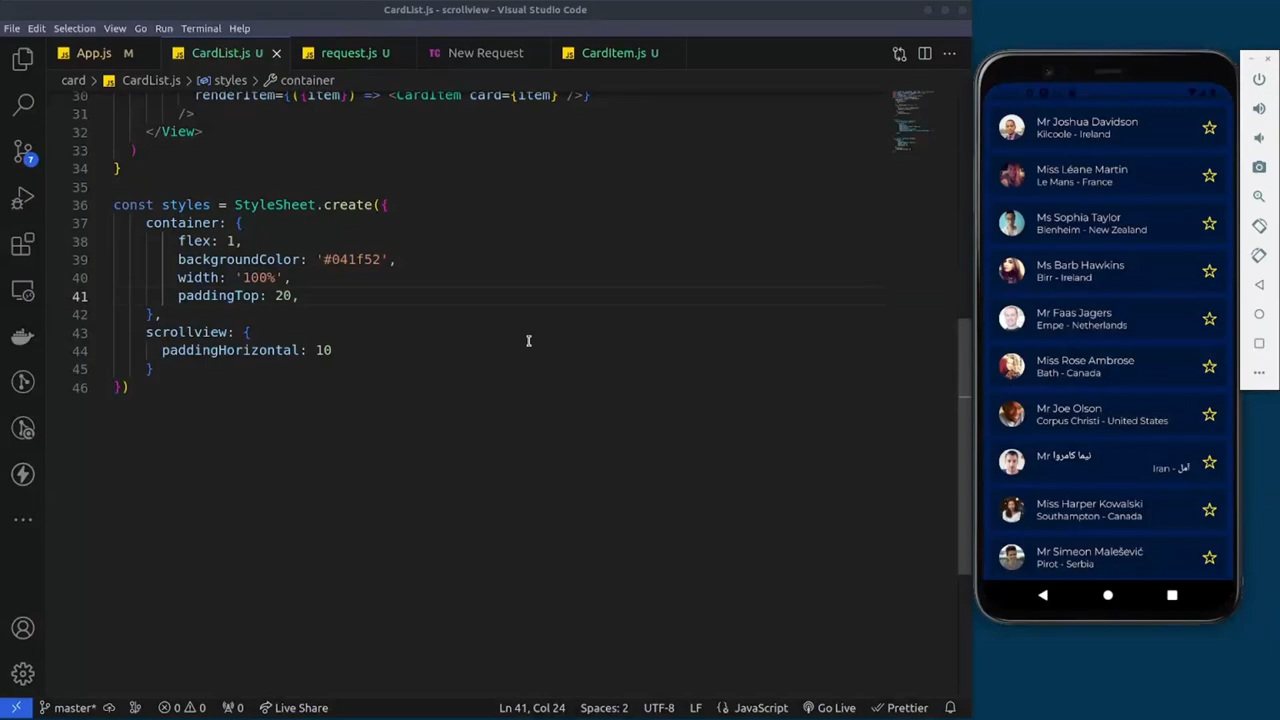 CardList.js - scrollview - Visual Studio Code
File Edit Selection View Go Run Terminal Help
App.js M CardList.js U request.js U New Request CardItem.js U
card > CardList.js > styles > container
30 renderItem={({item}) => <CardItem card={item} />}
31 />
32 </View>
33 )
34 }
35
36 const styles = StyleSheet.create({
37 container: {
38 flex: 1,
39 backgroundColor: '#041f52',
40 width: '100%',
41 paddingTop: 20,
42 },
43 scrollview: {
44 paddingHorizontal: 10
45 }
46 })
7
master* 0 0 0 Live Share Ln 41, Col 24 Spaces: 2 UTF-8 LF JavaScript Go Live Prettier
Mr Joshua Davidson
Kilcoole - Ireland
Miss Léane Martin
Le Mans - France
Ms Sophia Taylor
Blenheim - New Zealand
Ms Barb Hawkins
Birr - Ireland
Mr Faas Jagers
Empe - Netherlands
Miss Rose Ambrose
Bath - Canada
Mr Joe Olson
Corpus Christi - United States
Mr نیما کامروا
آمل - Iran
Miss Harper Kowalski
Southampton - Canada
Mr Simeon Malešević
Pirot - Serbia